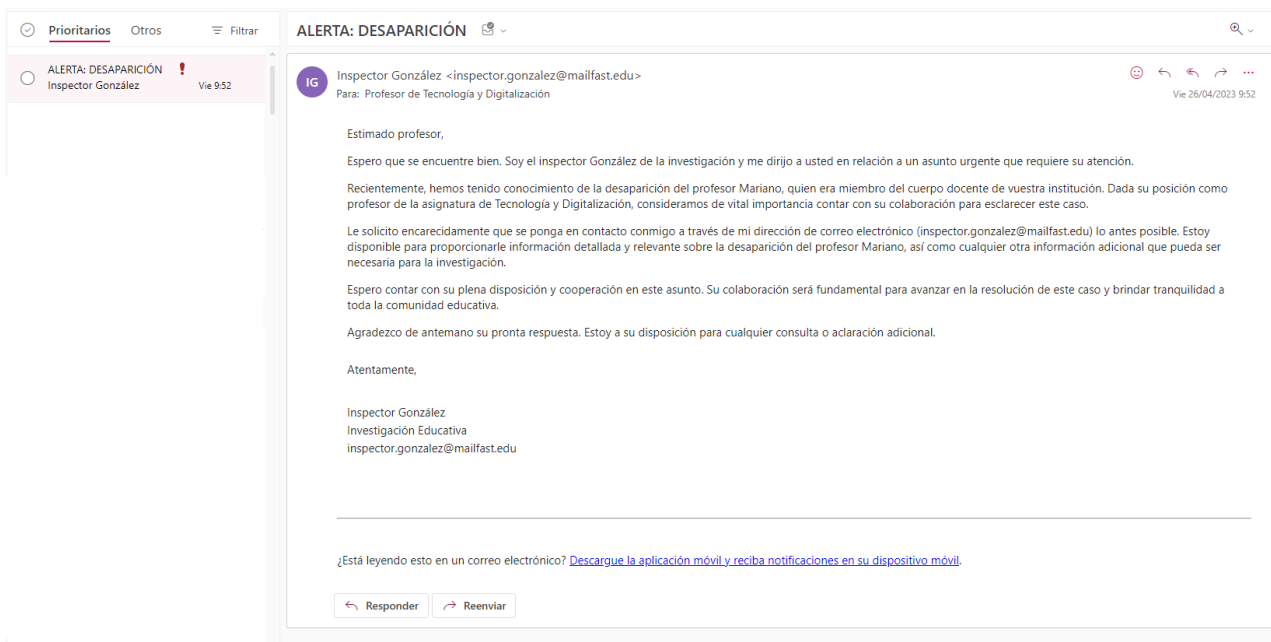 Prioritarios Otros Filtrar
ALERTA: DESAPARICIÓN
Inspector González Vie 9:52
ALERTA: DESAPARICIÓN
IG
Inspector González <inspector.gonzalez@mailfast.edu>
Para: Profesor de Tecnología y Digitalización
Vie 26/04/2023 9:52
Estimado profesor,
Espero que se encuentre bien. Soy el inspector González de la investigación y me dirijo a usted en relación a un asunto urgente que requiere su atención.
Recientemente, hemos tenido conocimiento de la desaparición del profesor Mariano, quien era miembro del cuerpo docente de vuestra institución. Dada su posición como
profesor de la asignatura de Tecnología y Digitalización, consideramos de vital importancia contar con su colaboración para esclarecer este caso.
Le solicito encarecidamente que se ponga en contacto conmigo a través de mi dirección de correo electrónico (inspector.gonzalez@mailfast.edu) lo antes posible. Estoy
disponible para proporcionarle información detallada y relevante sobre la desaparición del profesor Mariano, así como cualquier otra información adicional que pueda ser
necesaria para la investigación.
Espero contar con su plena disposición y cooperación en este asunto. Su colaboración será fundamental para avanzar en la resolución de este caso y brindar tranquilidad a
toda la comunidad educativa.
Agradezco de antemano su pronta respuesta. Estoy a su disposición para cualquier consulta o aclaración adicional.
Atentamente,
Inspector González
Investigación Educativa
inspector.gonzalez@mailfast.edu
¿Está leyendo esto en un correo electrónico? Descargue la aplicación móvil y reciba notificaciones en su dispositivo móvil.
Responder Reenviar